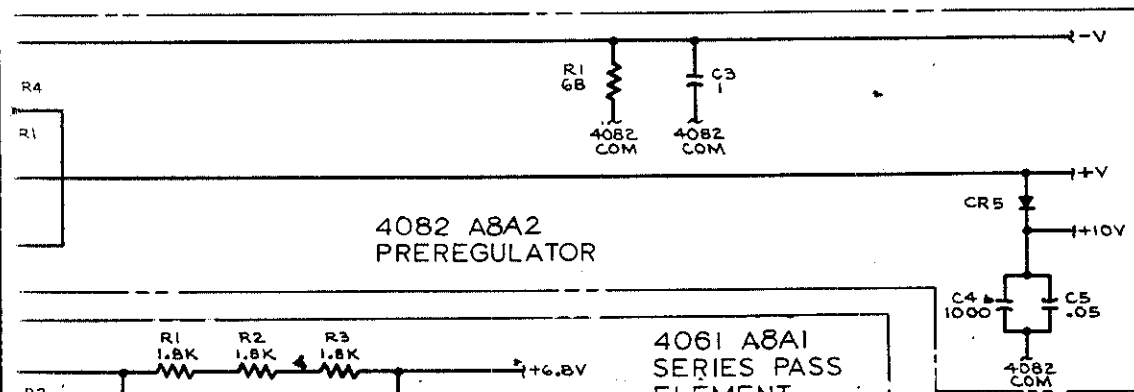 -V
R4
R1
68
C3
1
R1
4082
COM
4082
COM
+V
CR5
4082 A8A2
PREREGULATOR
+10V
C4
1000
C5
.05
R1
1.8K
R2
1.8K
R3
1.8K
+6.8V
4061 A8A1
SERIES PASS
ELEMENT
4082
COM